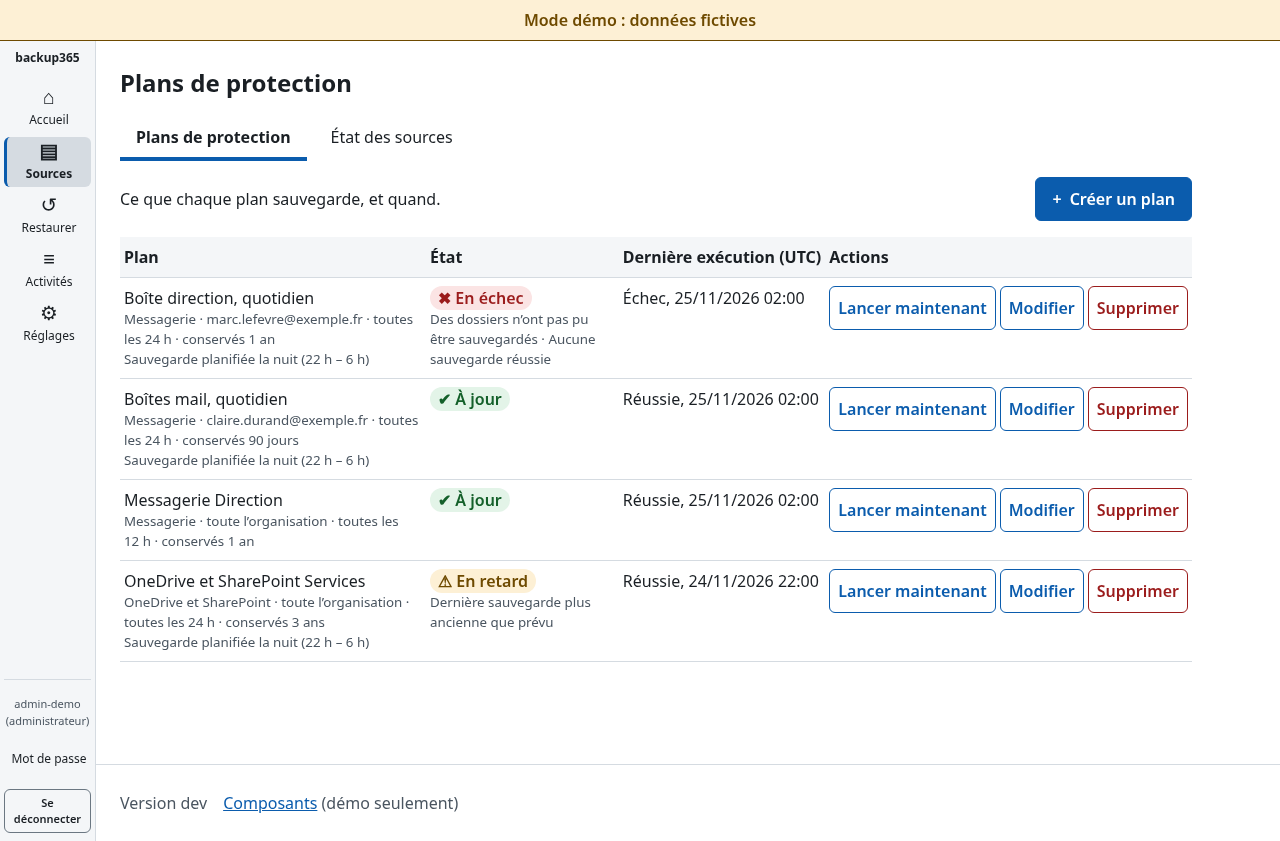 Mode démo : données fictives
backup365
Accueil
Sources
Restaurer
Activités
Réglages
admin-demo
(administrateur)
Mot de passe
Se
déconnecter
Plans de protection
Plans de protection
État des sources
Ce que chaque plan sauvegarde, et quand.
+ Créer un plan
Plan État Dernière exécution (UTC) Actions
Boîte direction, quotidien
Messagerie · marc.lefevre@exemple.fr · toutes
les 24 h · conservés 1 an
Sauvegarde planifiée la nuit (22 h – 6 h)
✖ En échec
Des dossiers n’ont pas pu
être sauvegardés · Aucune
sauvegarde réussie
Échec, 25/11/2026 02:00
Lancer maintenant Modifier Supprimer
Boîtes mail, quotidien
Messagerie · claire.durand@exemple.fr · toutes
les 24 h · conservés 90 jours
Sauvegarde planifiée la nuit (22 h – 6 h)
✔ À jour
Réussie, 25/11/2026 02:00
Lancer maintenant Modifier Supprimer
Messagerie Direction
Messagerie · toute l’organisation · toutes les
12 h · conservés 1 an
✔ À jour
Réussie, 25/11/2026 02:00
Lancer maintenant Modifier Supprimer
OneDrive et SharePoint Services
OneDrive et SharePoint · toute l’organisation ·
toutes les 24 h · conservés 3 ans
Sauvegarde planifiée la nuit (22 h – 6 h)
⚠ En retard
Dernière sauvegarde plus
ancienne que prévu
Réussie, 24/11/2026 22:00
Lancer maintenant Modifier Supprimer
Version dev Composants (démo seulement)